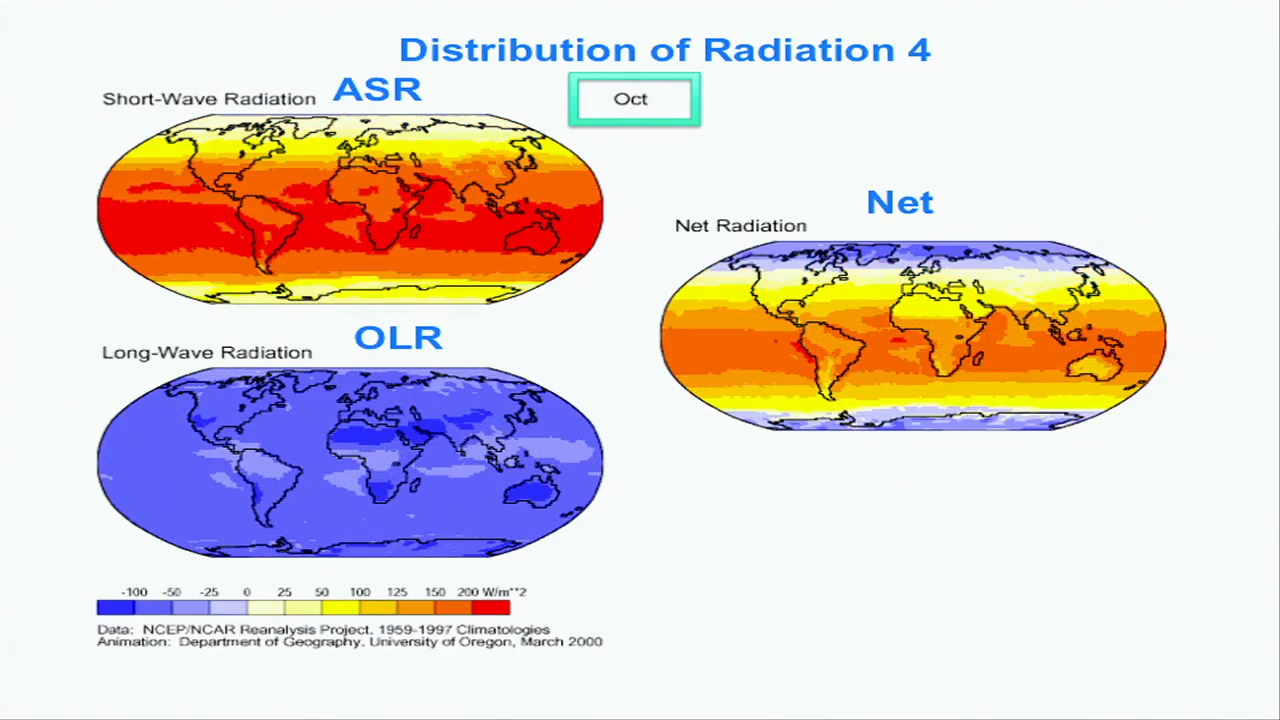 Distribution of Radiation 4
Short-Wave Radiation ASR
Oct
Net
Net Radiation
OLR
Long-Wave Radiation
-100 -50 -25 0 25 50 100 125 150 200 W/m**2
Data: NCEP/NCAR Reanalysis Project, 1959-1997 Climatologies
Animation: Department of Geography, University of Oregon, March 2000